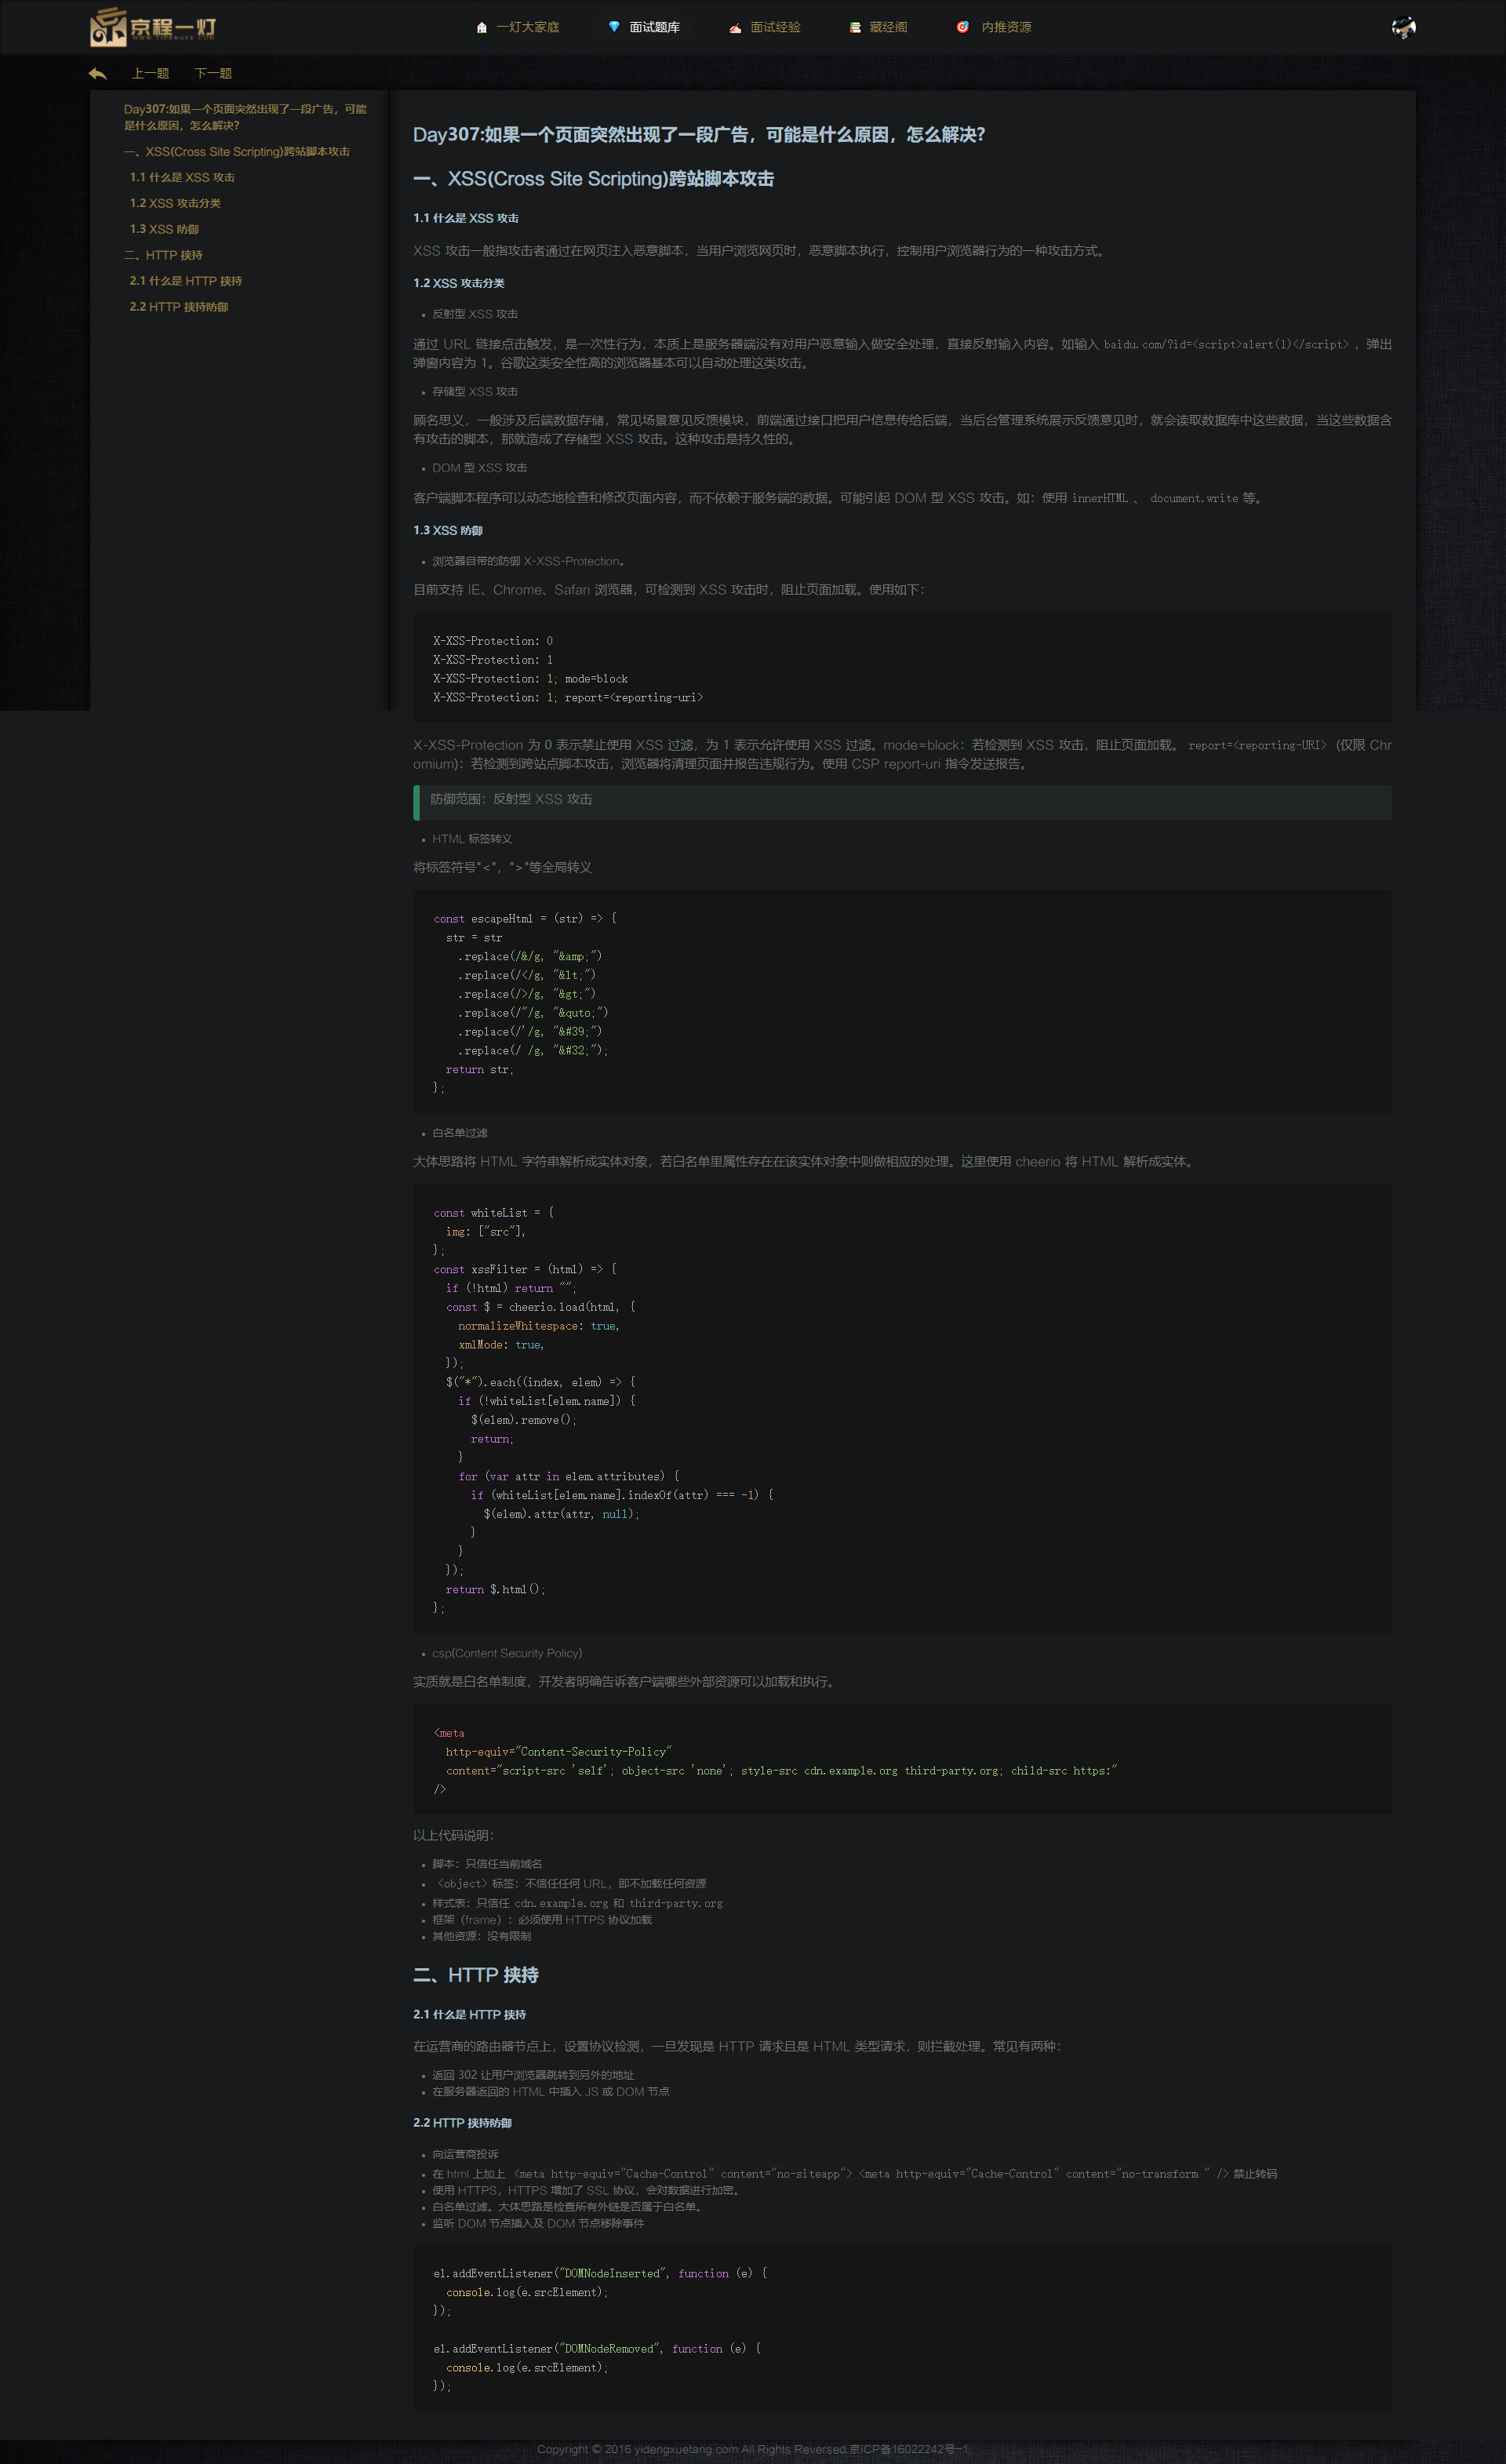 京程一灯
WWW.YIDENGFE.COM
一灯大家庭
面试题库
面试经验
藏经阁
内推资源
上一题
下一题
Day307:如果一个页面突然出现了一段广告，可能
是什么原因，怎么解决？
一、XSS(Cross Site Scripting)跨站脚本攻击
1.1 什么是 XSS 攻击
1.2 XSS 攻击分类
1.3 XSS 防御
二、HTTP 挟持
2.1 什么是 HTTP 挟持
2.2 HTTP 挟持防御
Day307:如果一个页面突然出现了一段广告，可能是什么原因，怎么解决？
一、XSS(Cross Site Scripting)跨站脚本攻击
1.1 什么是 XSS 攻击
XSS 攻击一般指攻击者通过在网页注入恶意脚本，当用户浏览网页时，恶意脚本执行，控制用户浏览器行为的一种攻击方式。
1.2 XSS 攻击分类
• 反射型 XSS 攻击
通过 URL 链接点击触发，是一次性行为，本质上是服务器端没有对用户恶意输入做安全处理，直接反射输入内容。如输入 baidu.com/?id=<script>alert(1)</script> ，弹出
弹窗内容为 1。谷歌这类安全性高的浏览器基本可以自动处理这类攻击。
• 存储型 XSS 攻击
顾名思义，一般涉及后端数据存储，常见场景意见反馈模块，前端通过接口把用户信息传给后端，当后台管理系统展示反馈意见时，就会读取数据库中这些数据，当这些数据含
有攻击的脚本，那就造成了存储型 XSS 攻击。这种攻击是持久性的。
• DOM 型 XSS 攻击
客户端脚本程序可以动态地检查和修改页面内容，而不依赖于服务端的数据。可能引起 DOM 型 XSS 攻击。如：使用 innerHTML 、 document.write 等。
1.3 XSS 防御
• 浏览器自带的防御 X-XSS-Protection。
目前支持 IE、Chrome、Safari 浏览器，可检测到 XSS 攻击时，阻止页面加载。使用如下：
X-XSS-Protection: 0
X-XSS-Protection: 1
X-XSS-Protection: 1; mode=block
X-XSS-Protection: 1; report=<reporting-uri>
X-XSS-Protection 为 0 表示禁止使用 XSS 过滤，为 1 表示允许使用 XSS 过滤。mode=block：若检测到 XSS 攻击，阻止页面加载。 report=<reporting-URI> (仅限 Chr
omium)：若检测到跨站点脚本攻击，浏览器将清理页面并报告违规行为。使用 CSP report-uri 指令发送报告。
防御范围：反射型 XSS 攻击
• HTML 标签转义
将标签符号"<"，">"等全局转义
const escapeHtml = (str) => {
  str = str
    .replace(/&/g, "&amp;")
    .replace(/</g, "&lt;")
    .replace(/>/g, "&gt;")
    .replace(/"/g, "&quto;")
    .replace(/'/g, "&#39;")
    .replace(/ /g, "&#32;");
  return str;
};
• 白名单过滤
大体思路将 HTML 字符串解析成实体对象，若白名单里属性存在在该实体对象中则做相应的处理。这里使用 cheerio 将 HTML 解析成实体。
const whiteList = {
  img: ["src"],
};
const xssFilter = (html) => {
  if (!html) return "";
  const $ = cheerio.load(html, {
    normalizeWhitespace: true,
    xmlMode: true,
  });
  $("*").each((index, elem) => {
    if (!whiteList[elem.name]) {
      $(elem).remove();
      return;
    }
    for (var attr in elem.attributes) {
      if (whiteList[elem.name].indexOf(attr) === -1) {
        $(elem).attr(attr, null);
      }
    }
  });
  return $.html();
};
• csp(Content Security Policy)
实质就是白名单制度，开发者明确告诉客户端哪些外部资源可以加载和执行。
<meta
  http-equiv="Content-Security-Policy"
  content="script-src 'self'; object-src 'none'; style-src cdn.example.org third-party.org; child-src https:"
/>
以上代码说明：
• 脚本：只信任当前域名
• <object> 标签：不信任任何 URL，即不加载任何资源
• 样式表：只信任 cdn.example.org 和 third-party.org
• 框架（frame）：必须使用 HTTPS 协议加载
• 其他资源：没有限制
二、HTTP 挟持
2.1 什么是 HTTP 挟持
在运营商的路由器节点上，设置协议检测，一旦发现是 HTTP 请求且是 HTML 类型请求，则拦截处理。常见有两种：
• 返回 302 让用户浏览器跳转到另外的地址
• 在服务器返回的 HTML 中插入 JS 或 DOM 节点
2.2 HTTP 挟持防御
• 向运营商投诉
• 在 html 上加上 <meta http-equiv="Cache-Control" content="no-siteapp"> <meta http-equiv="Cache-Control" content="no-transform " /> 禁止转码
• 使用 HTTPS，HTTPS 增加了 SSL 协议，会对数据进行加密。
• 白名单过滤。大体思路是检查所有外链是否属于白名单。
• 监听 DOM 节点插入及 DOM 节点移除事件
el.addEventListener("DOMNodeInserted", function (e) {
  console.log(e.srcElement);
});
el.addEventListener("DOMNodeRemoved", function (e) {
  console.log(e.srcElement);
});
Copyright © 2016 yidengxuetang.com All Rights Reversed.京ICP备16022242号-1